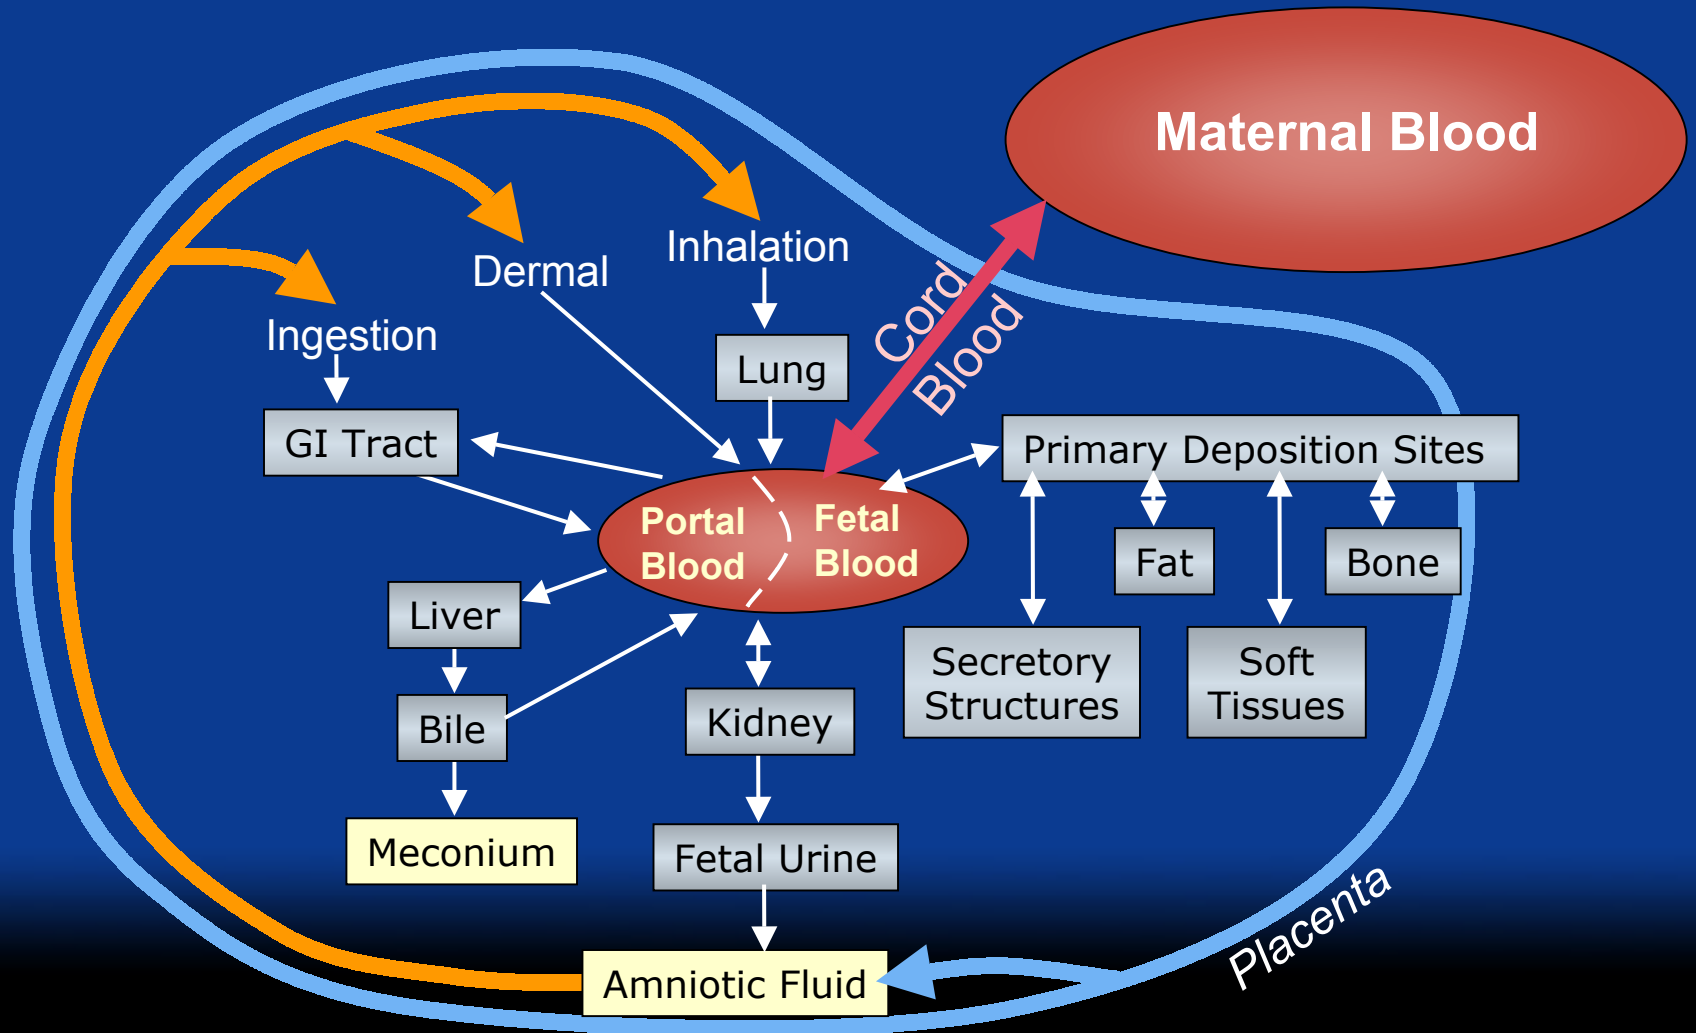 Maternal Blood
Inhalation
Dermal
Ingestion
Cord
Blood
Lung
GI Tract
Primary Deposition Sites
Portal
Blood
Fetal
Blood
Fat
Bone
Liver
Secretory
Structures
Soft
Tissues
Bile
Kidney
Meconium
Fetal Urine
Placenta
Amniotic Fluid